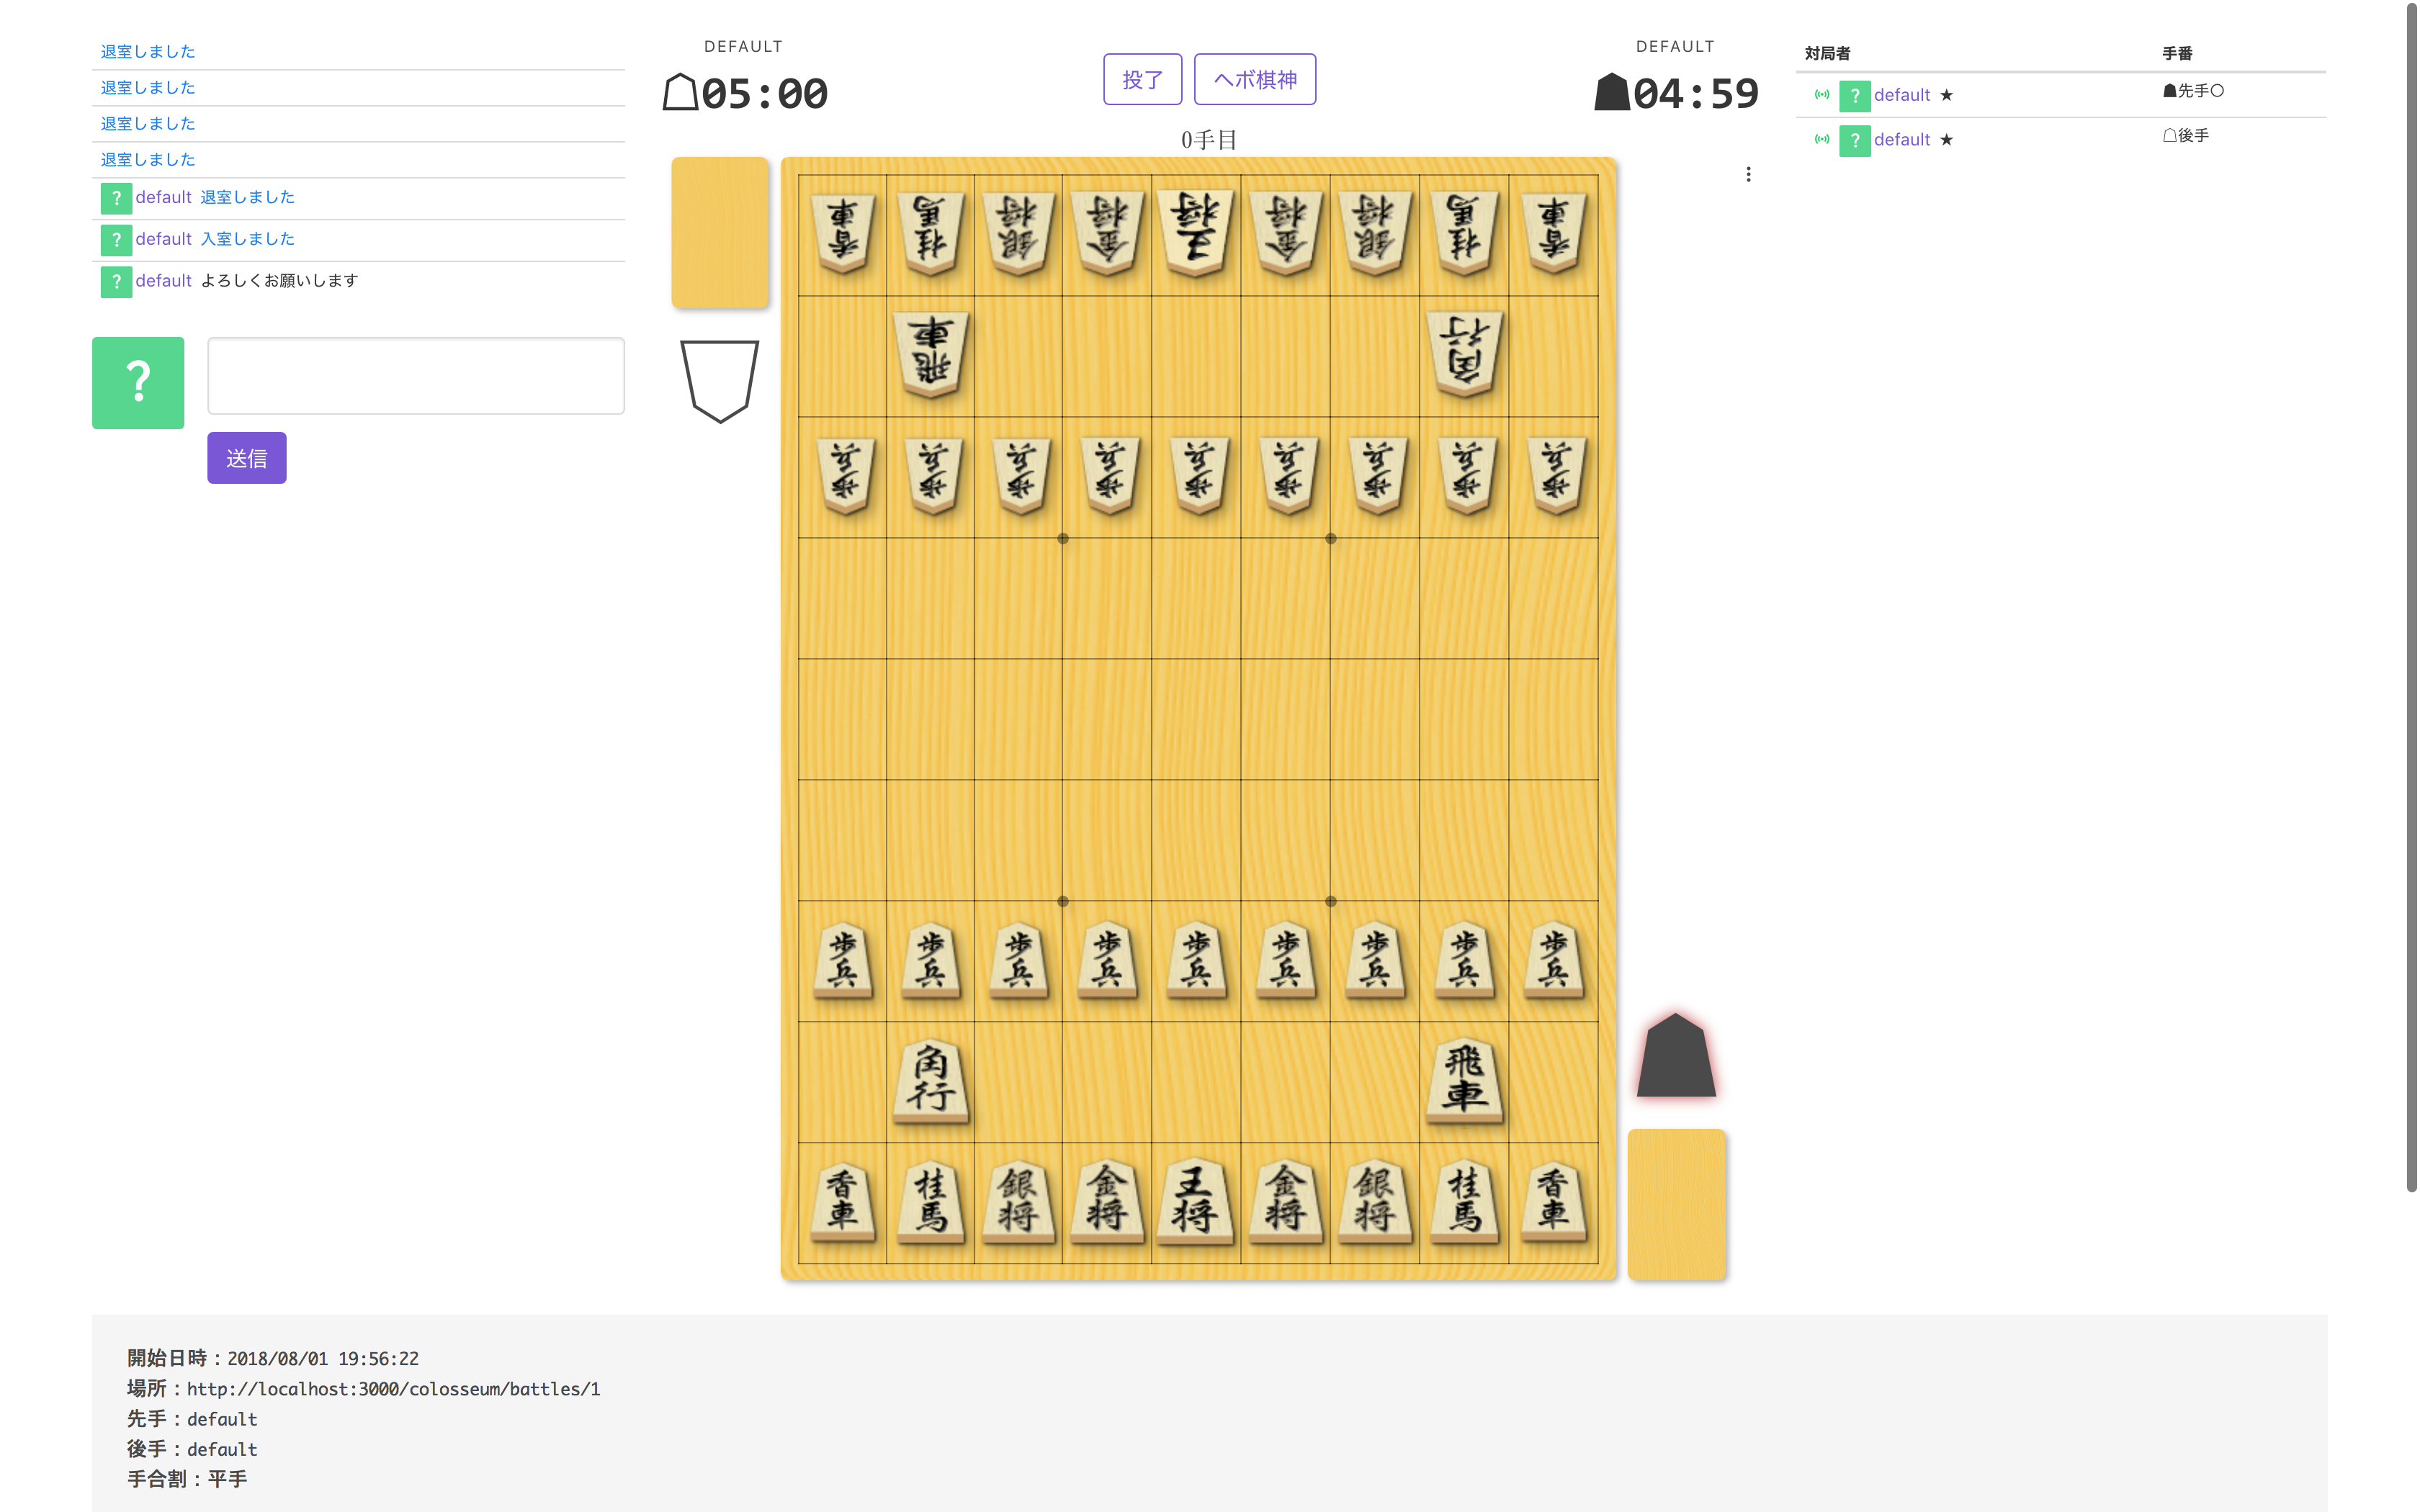 退室しました
退室しました
退室しました
退室しました
? default 退室しました
? default 入室しました
? default よろしくお願いします
?
送信
DEFAULT
05:00
投了 ヘボ棋神
0手目
DEFAULT
04:59
対局者 手番
? default ★ ☗先手○
? default ★ ☖後手
香車 桂馬 銀将 金将 王将 金将 銀将 桂馬 香車
飛車 角行
歩兵 歩兵 歩兵 歩兵 歩兵 歩兵 歩兵 歩兵 歩兵
歩兵 歩兵 歩兵 歩兵 歩兵 歩兵 歩兵 歩兵 歩兵
角行 飛車
香車 桂馬 銀将 金将 王将 金将 銀将 桂馬 香車
開始日時：2018/08/01 19:56:22
場所：http://localhost:3000/colosseum/battles/1
先手：default
後手：default
手合割：平手